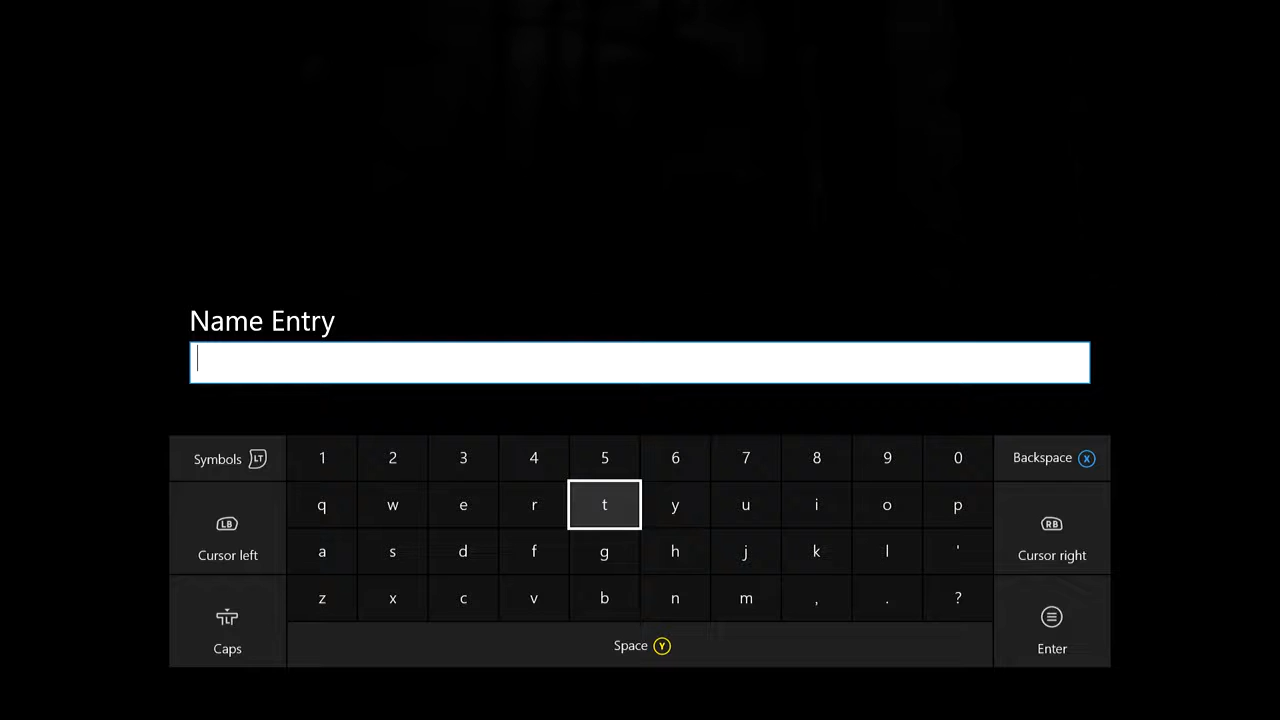 Name Entry
Symbols LT 1 2 3 4 5 6 7 8 9 0 Backspace X
q w e r t y u i o p
LB RB
Cursor left a s d f g h j k l ' Cursor right
z x c v b n m , . ?
LT
Caps Space Y Enter